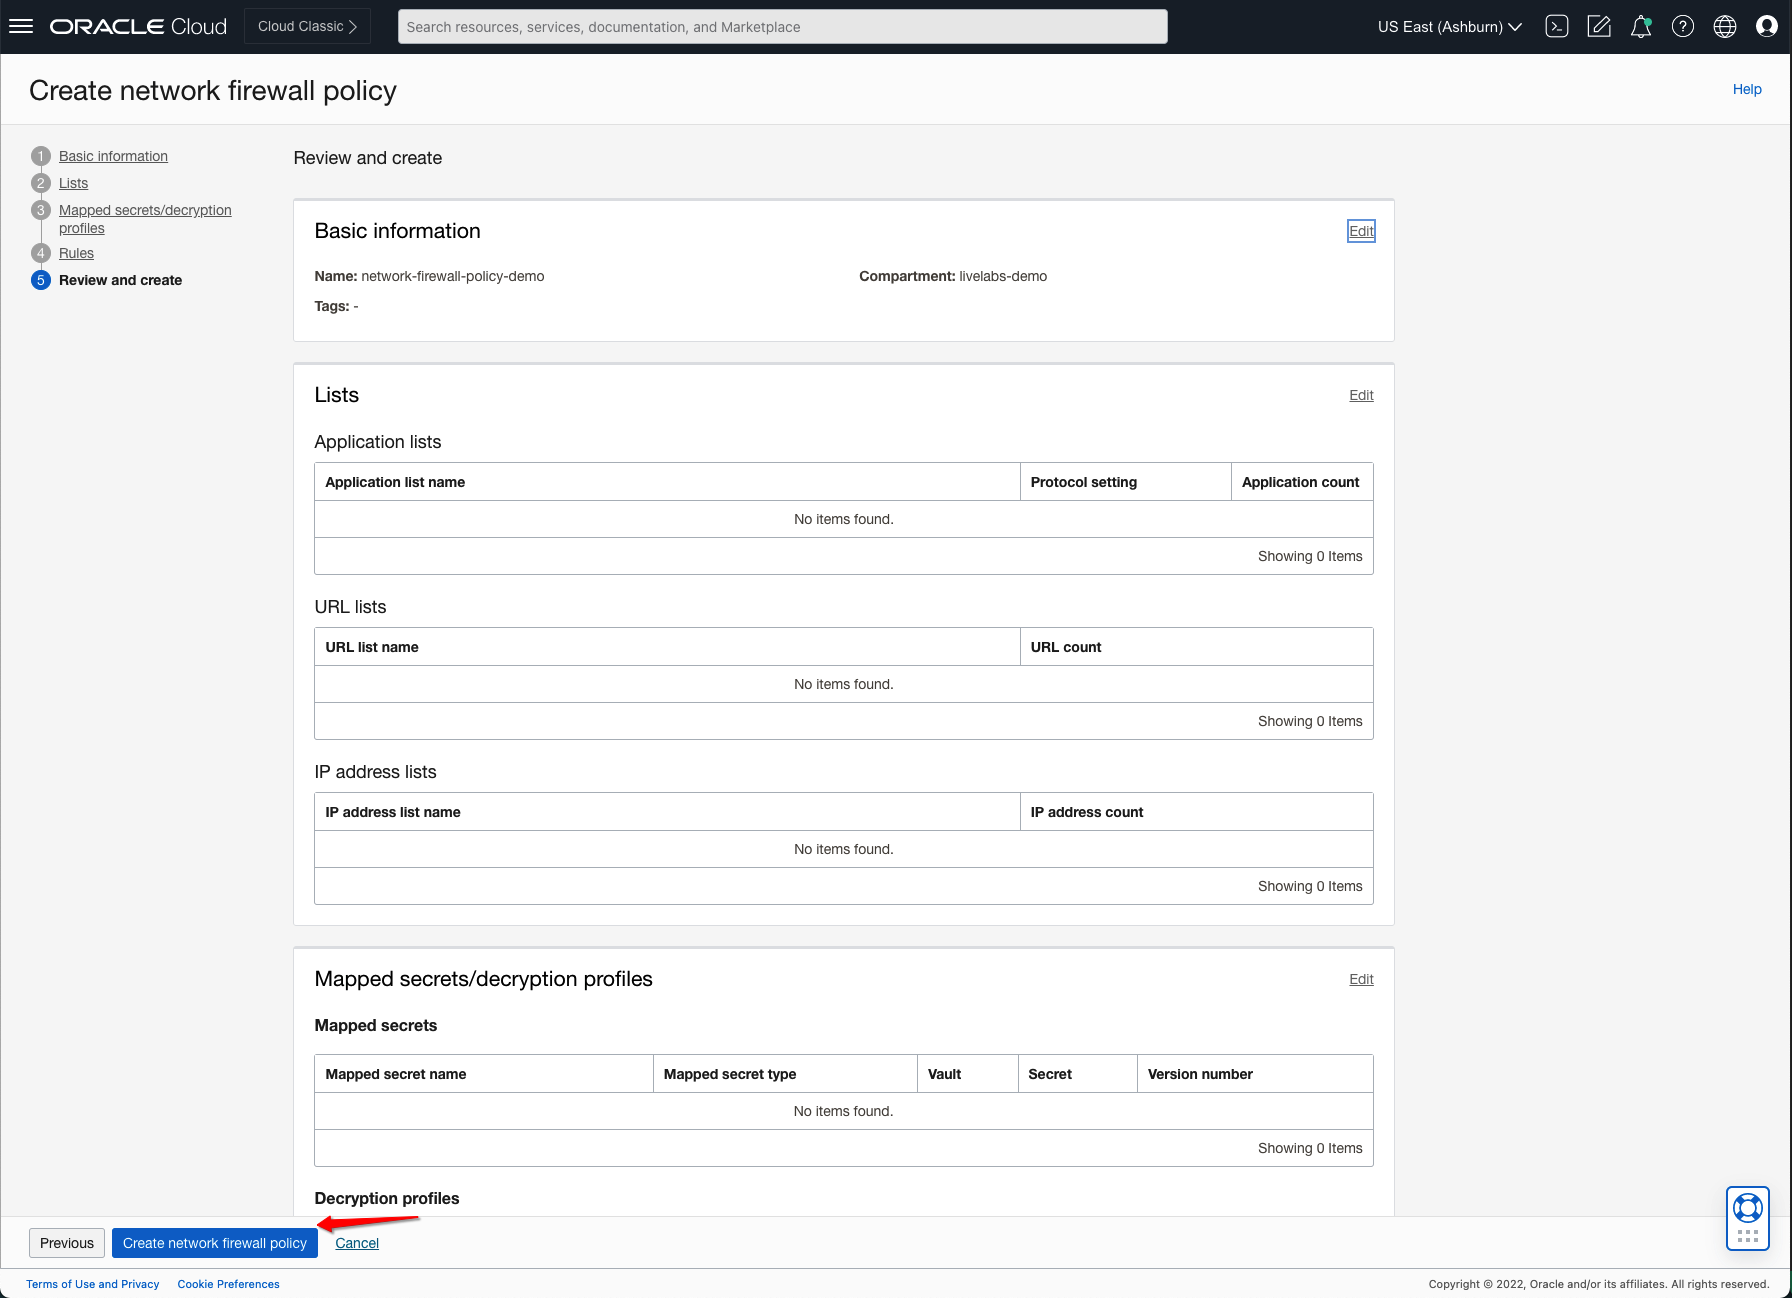 ORACLE Cloud
Cloud Classic
Search resources, services, documentation, and Marketplace
US East (Ashburn)
Create network firewall policy
Help
1 Basic information
2 Lists
3 Mapped secrets/decryption
profiles
4 Rules
5 Review and create
Review and create
Basic information
Edit
Name: network-firewall-policy-demo
Compartment: livelabs-demo
Tags: -
Lists
Edit
Application lists
Application list name
Protocol setting
Application count
No items found.
Showing 0 Items
URL lists
URL list name
URL count
No items found.
Showing 0 Items
IP address lists
IP address list name
IP address count
No items found.
Showing 0 Items
Mapped secrets/decryption profiles
Edit
Mapped secrets
Mapped secret name
Mapped secret type
Vault
Secret
Version number
No items found.
Showing 0 Items
Decryption profiles
Previous
Create network firewall policy
Cancel
Terms of Use and Privacy
Cookie Preferences
Copyright © 2022, Oracle and/or its affiliates. All rights reserved.